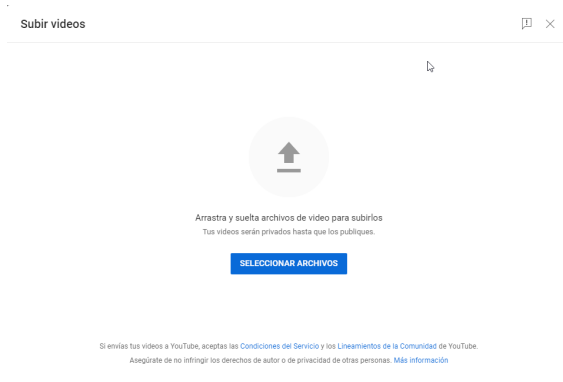 Subir videos
Arrastra y suelta archivos de video para subirlos
Tus videos serán privados hasta que los publiques.
SELECCIONAR ARCHIVOS
Si envías tus videos a YouTube, aceptas las Condiciones del Servicio y los Lineamientos de la Comunidad de YouTube.
Asegúrate de no infringir los derechos de autor o de privacidad de otras personas. Más información